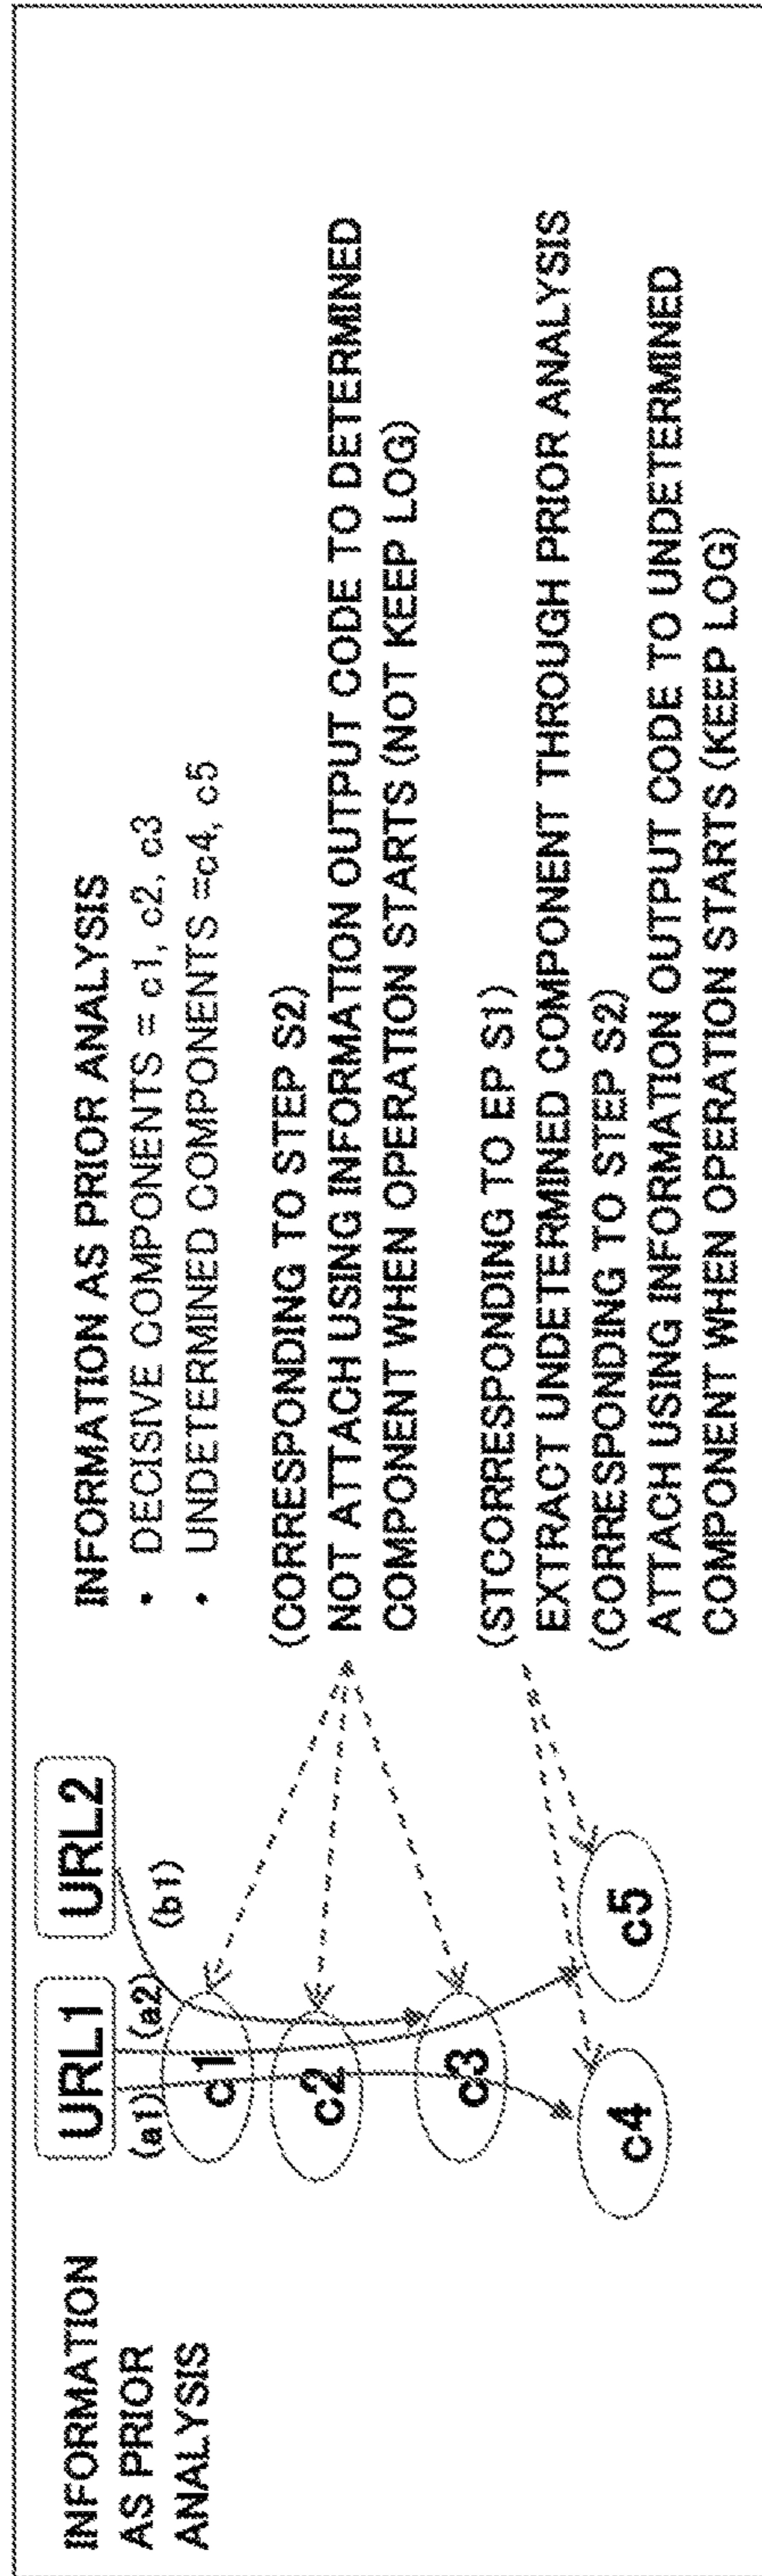 INFORMATION
AS PRIOR
ANALYSIS
URL1
URL2
(a1)
(a2)
(b1)
c1
c2
c3
c4
c5
INFORMATION AS PRIOR ANALYSIS
• DECISIVE COMPONENTS = c1, c2, c3
• UNDETERMINED COMPONENTS =c4, c5
(CORRESPONDING TO STEP S2)
NOT ATTACH USING INFORMATION OUTPUT CODE TO DETERMINED
COMPONENT WHEN OPERATION STARTS (NOT KEEP LOG)
(STCORRESPONDING TO EP S1)
EXTRACT UNDETERMINED COMPONENT THROUGH PRIOR ANALYSIS
(CORRESPONDING TO STEP S2)
ATTACH USING INFORMATION OUTPUT CODE TO UNDETERMINED
COMPONENT WHEN OPERATION STARTS (KEEP LOG)